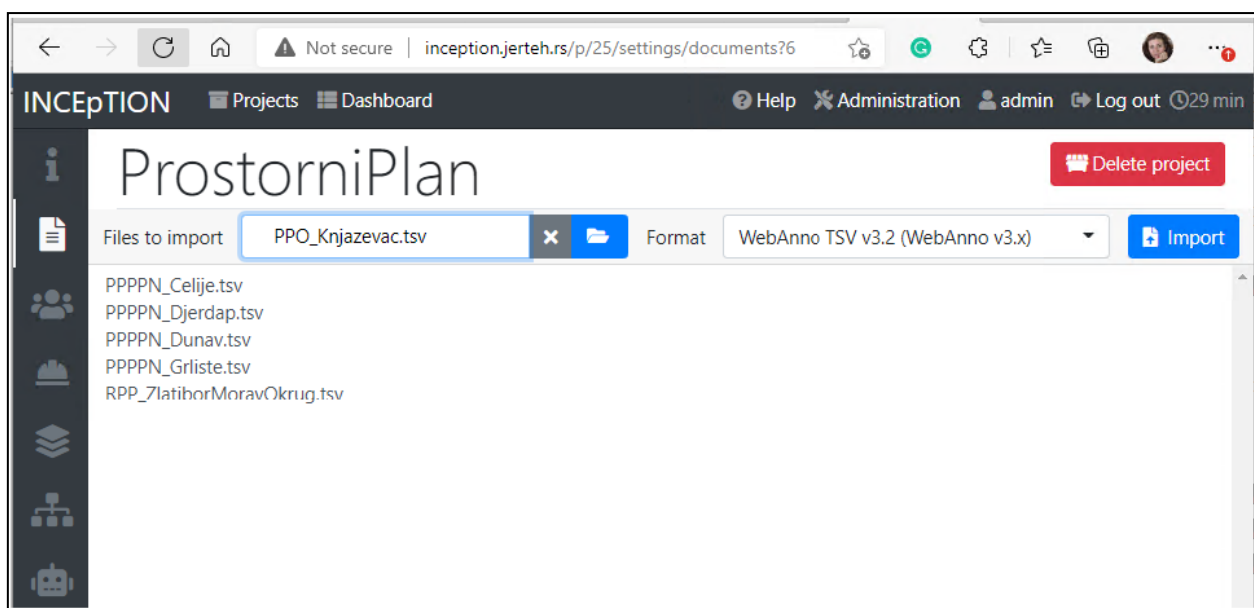 Not secure | inception.jerteh.rs/p/25/settings/documents?6
INCEpTION Projects Dashboard Help Administration admin Log out 29 min
ProstorniPlan
Delete project
Files to import PPO_Knjazevac.tsv Format WebAnno TSV v3.2 (WebAnno v3.x) Import
PPPPN_Celije.tsv
PPPPN_Djerdap.tsv
PPPPN_Dunav.tsv
PPPPN_Grliste.tsv
RPP_ZlatiborMoravOkrug.tsv